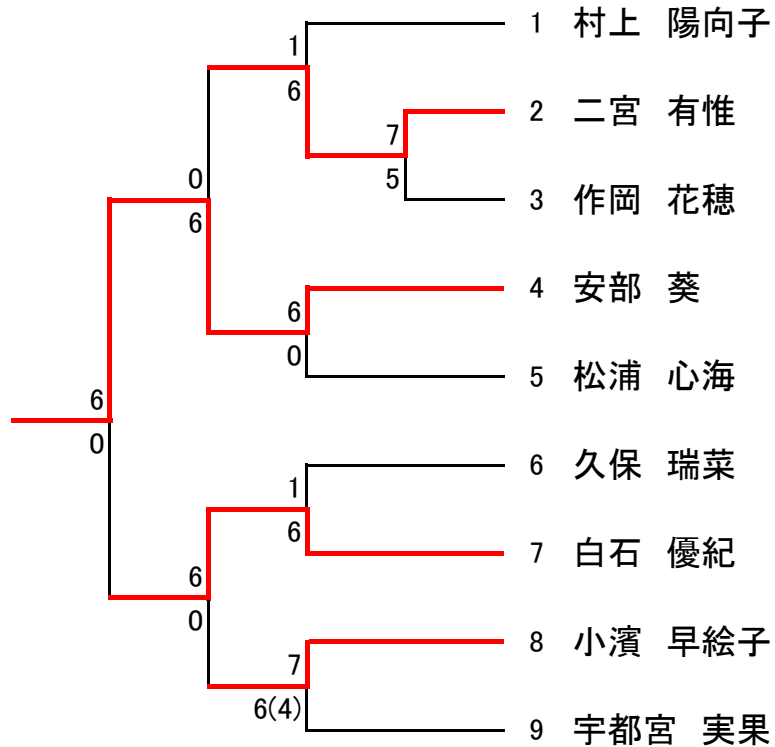 1 村上 陽向子
1
6
2 二宮 有惟
7
5
3 作岡 花穂
0
6
4 安部 葵
6
0
5 松浦 心海
6
0
6 久保 瑞菜
1
6
7 白石 優紀
6
0
8 小濱 早絵子
7
6(4)
9 宇都宮 実果